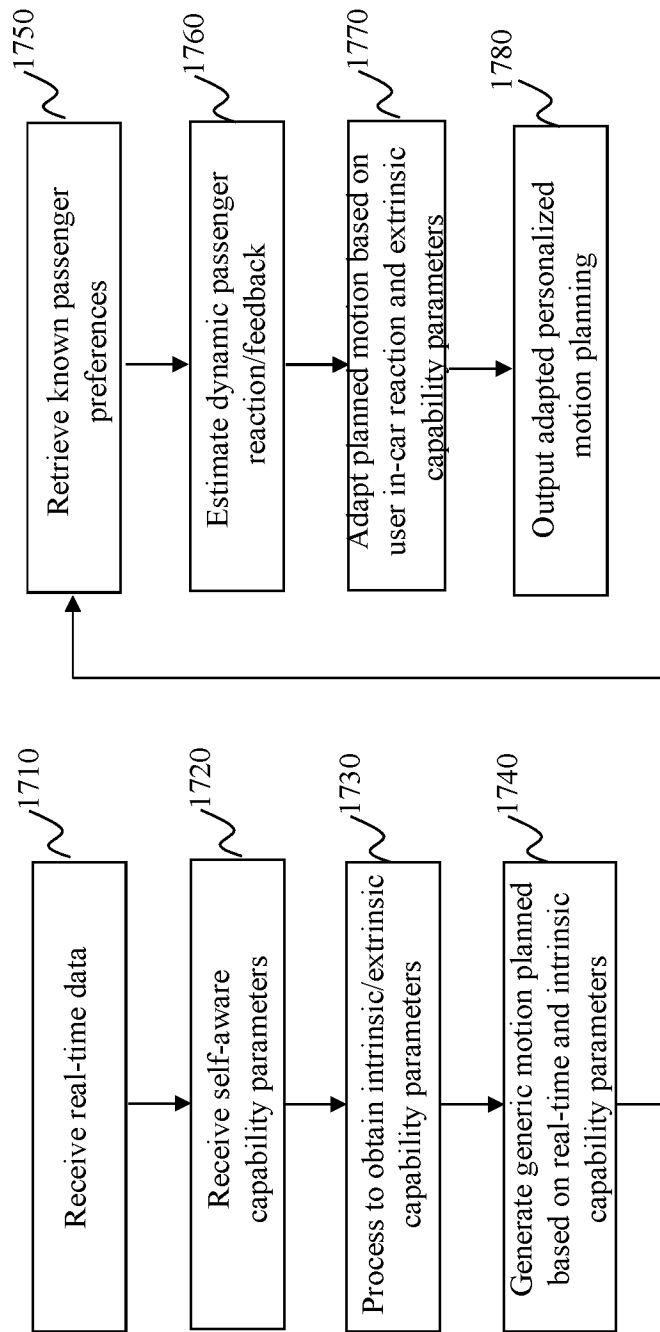 Receive real-time data
1710
Receive self-aware
capability parameters
1720
Process to obtain intrinsic/extrinsic
capability parameters
1730
Generate generic motion planned
based on real-time and intrinsic
capability parameters
1740
Retrieve known passenger
preferences
1750
Estimate dynamic passenger
reaction/feedback
1760
Adapt planned motion based on
user in-car reaction and extrinsic
capability parameters
1770
Output adapted personalized
motion planning
1780